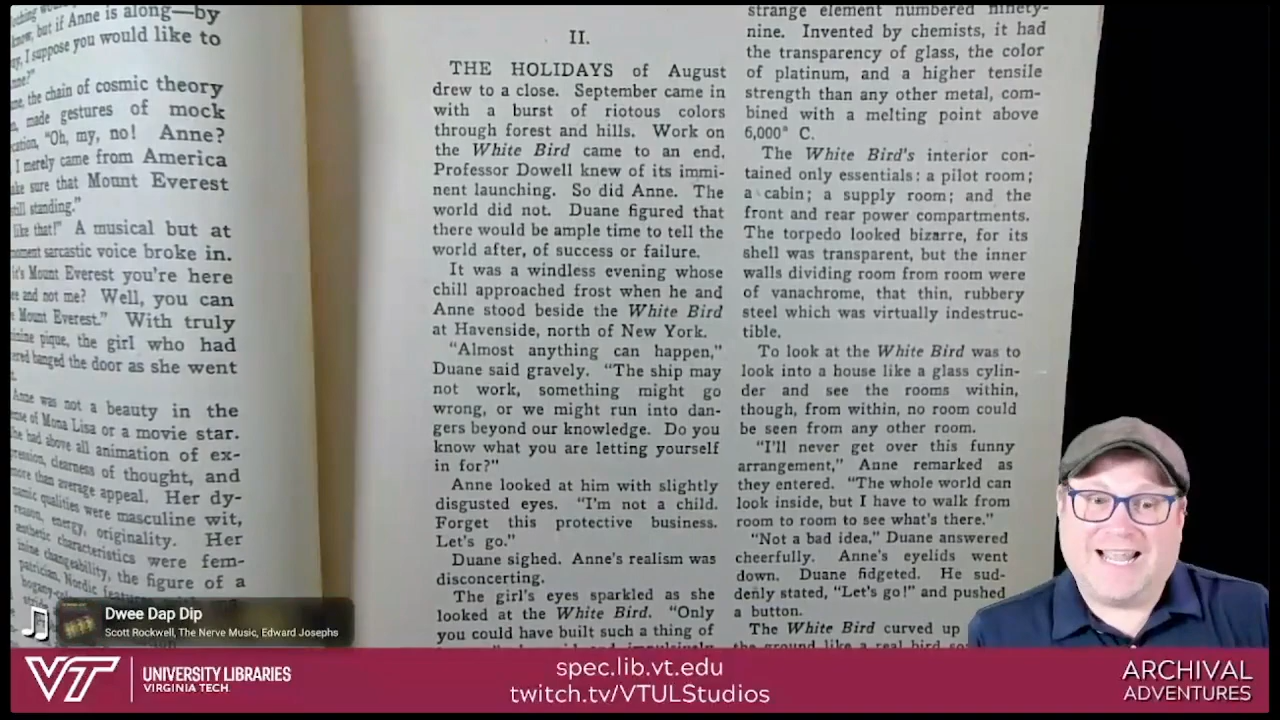 but if Anne is along—by
I suppose you would like to
the chain of cosmic theory
made gestures of mock
"Oh, my, no! Anne?
I merely came from America
sure that Mount Everest
still standing."
like that!" A musical but at
moment sarcastic voice broke in.
it's Mount Everest you're here
and not me? Well, you can
Mount Everest." With truly
pique, the girl who had
banged the door as she went
Anne was not a beauty in the
of Mona Lisa or a movie star.
had above all animation of ex-
clearness of thought, and
more than average appeal. Her dy-
qualities were masculine wit,
reason, energy, originality. Her
characteristics were fem-
changeability, the figure of a
patrician, Nordic
II.
THE HOLIDAYS of August
drew to a close. September came in
with a burst of riotous colors
through forest and hills. Work on
the White Bird came to an end.
Professor Dowell knew of its immi-
nent launching. So did Anne. The
world did not. Duane figured that
there would be ample time to tell the
world after, of success or failure.
It was a windless evening whose
chill approached frost when he and
Anne stood beside the White Bird
at Havenside, north of New York.
"Almost anything can happen,"
Duane said gravely. "The ship may
not work, something might go
wrong, or we might run into dan-
gers beyond our knowledge. Do you
know what you are letting yourself
in for?"
Anne looked at him with slightly
disgusted eyes. "I'm not a child.
Forget this protective business.
Let's go."
Duane sighed. Anne's realism was
disconcerting.
The girl's eyes sparkled as she
looked at the White Bird. "Only
you could have built such a thing of
strange element numbered ninety-
nine. Invented by chemists, it had
the transparency of glass, the color
of platinum, and a higher tensile
strength than any other metal, com-
bined with a melting point above
6,000° C.
The White Bird's interior con-
tained only essentials: a pilot room;
a cabin; a supply room; and the
front and rear power compartments.
The torpedo looked bizarre, for its
shell was transparent, but the inner
walls dividing room from room were
of vanachrome, that thin, rubbery
steel which was virtually indestruc-
tible.
To look at the White Bird was to
look into a house like a glass cylin-
der and see the rooms within,
though, from within, no room could
be seen from any other room.
"I'll never get over this funny
arrangement," Anne remarked as
they entered. "The whole world can
look inside, but I have to walk from
room to room to see what's there."
"Not a bad idea," Duane answered
cheerfully. Anne's eyelids went
down. Duane fidgeted. He sud-
denly stated, "Let's go!" and pushed
a button.
The White Bird curved up
the ground like a real bird
Dwee Dap Dip
Scott Rockwell, The Nerve Music, Edward Josephs
VT
UNIVERSITY LIBRARIES
VIRGINIA TECH
spec.lib.vt.edu
twitch.tv/VTULStudios
ARCHIVAL
ADVENTURES